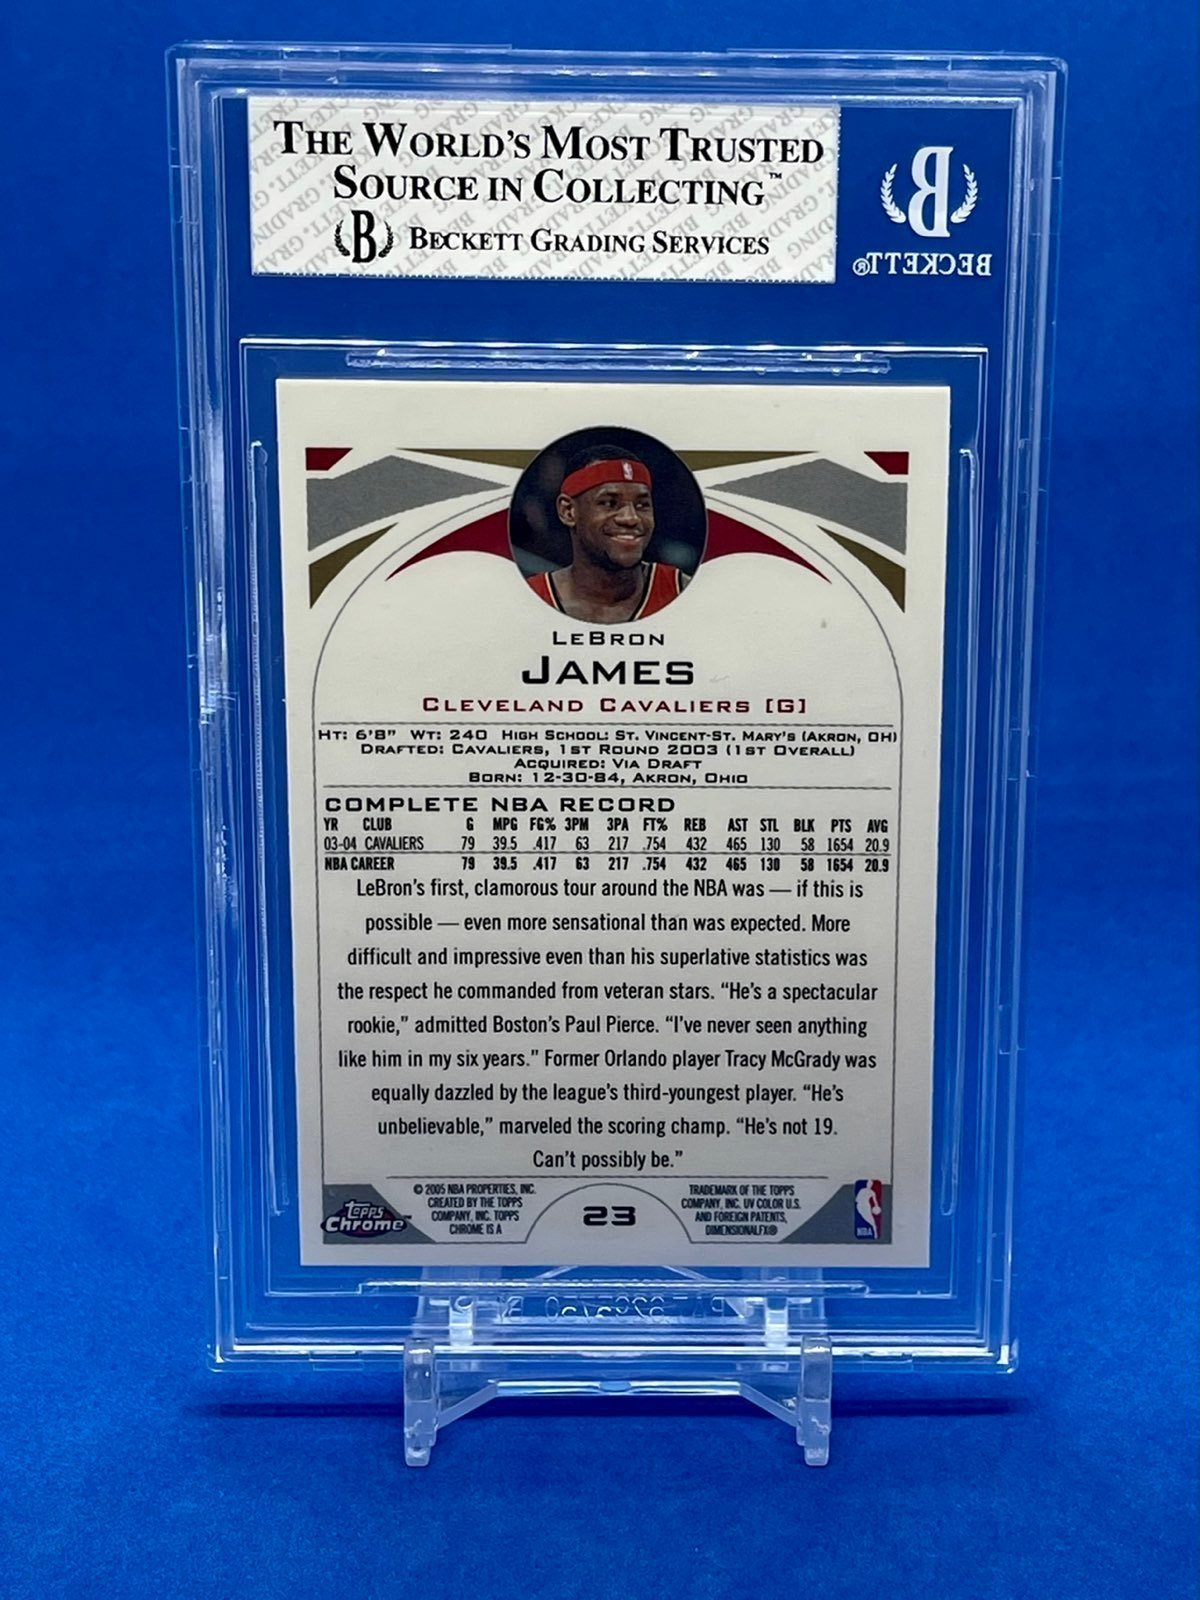 THE WORLD'S MOST TRUSTED
SOURCE IN COLLECTING™
B BECKETT GRADING SERVICES
B
BECKETT®
LEBRON
JAMES
CLEVELAND CAVALIERS [G]
HT: 6'8" WT: 240 HIGH SCHOOL: ST. VINCENT-ST. MARY'S (AKRON, OH)
DRAFTED: CAVALIERS, 1ST ROUND 2003 (1ST OVERALL)
ACQUIRED: VIA DRAFT
BORN: 12-30-84, AKRON, OHIO
COMPLETE NBA RECORD
YR CLUB G MPG FG% 3PM 3PA FT% REB AST STL BLK PTS AVG
03-04 CAVALIERS 79 39.5 .417 63 217 .754 432 465 130 58 1654 20.9
NBA CAREER 79 39.5 .417 63 217 .754 432 465 130 58 1654 20.9
LeBron's first, clamorous tour around the NBA was — if this is
possible — even more sensational than was expected. More
difficult and impressive even than his superlative statistics was
the respect he commanded from veteran stars. "He's a spectacular
rookie," admitted Boston's Paul Pierce. "I've never seen anything
like him in my six years." Former Orlando player Tracy McGrady was
equally dazzled by the league's third-youngest player. "He's
unbelievable," marveled the scoring champ. "He's not 19.
Can't possibly be."
Topps
Chrome™
© 2005 NBA PROPERTIES, INC.
CREATED BY THE TOPPS
COMPANY, INC. TOPPS
CHROME IS A
23
TRADEMARK OF THE TOPPS
COMPANY, INC. UV COLOR U.S.
AND FOREIGN PATENTS,
DIMENSIONALFX®
NBA